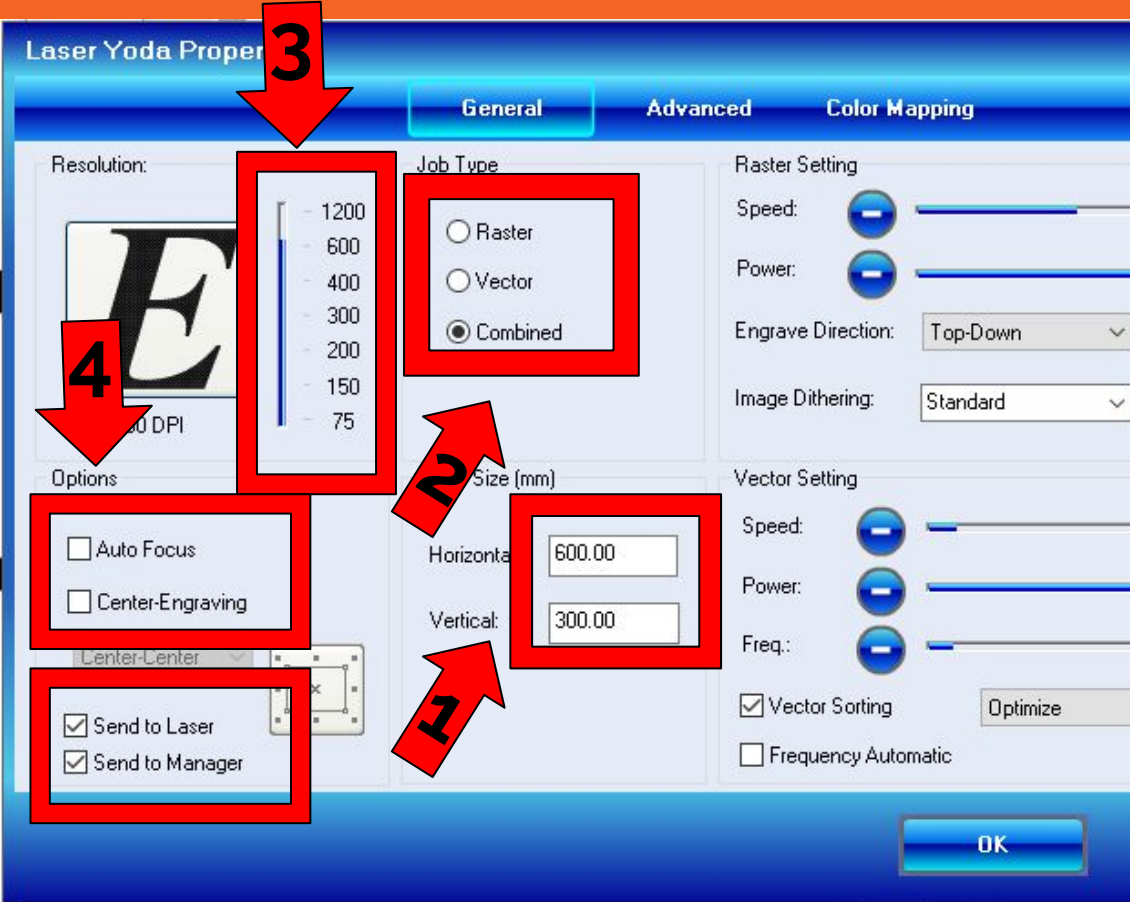 Laser Yoda Proper
3
General Advanced Color Mapping
Resolution:
1200
600
400
300
200
150
75
E
0 DPI
4
Job Type
Raster
Vector
Combined
2
Raster Setting
Speed:
Power:
Engrave Direction: Top-Down
Image Dithering: Standard
Options
Auto Focus
Center-Engraving
Center-Center
Send to Laser
Send to Manager
Size (mm)
Horizonta 600.00
Vertical: 300.00
1
Vector Setting
Speed:
Power:
Freq.:
Vector Sorting Optimize
Frequency Automatic
OK